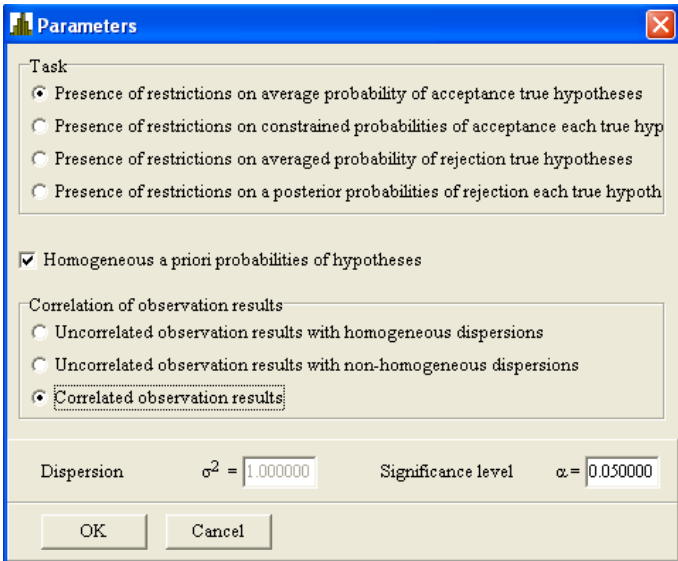 Parameters
Task
Presence of restrictions on average probability of acceptance true hypotheses
Presence of restrictions on constrained probabilities of acceptance each true hyp
Presence of restrictions on averaged probability of rejection true hypotheses
Presence of restrictions on a posterior probabilities of rejection each true hypoth
Homogeneous a priori probabilities of hypotheses
Correlation of observation results
Uncorrelated observation results with homogeneous dispersions
Uncorrelated observation results with non-homogeneous dispersions
Correlated observation results
Dispersion σ² = 1.000000 Significance level α = 0.050000
OK Cancel